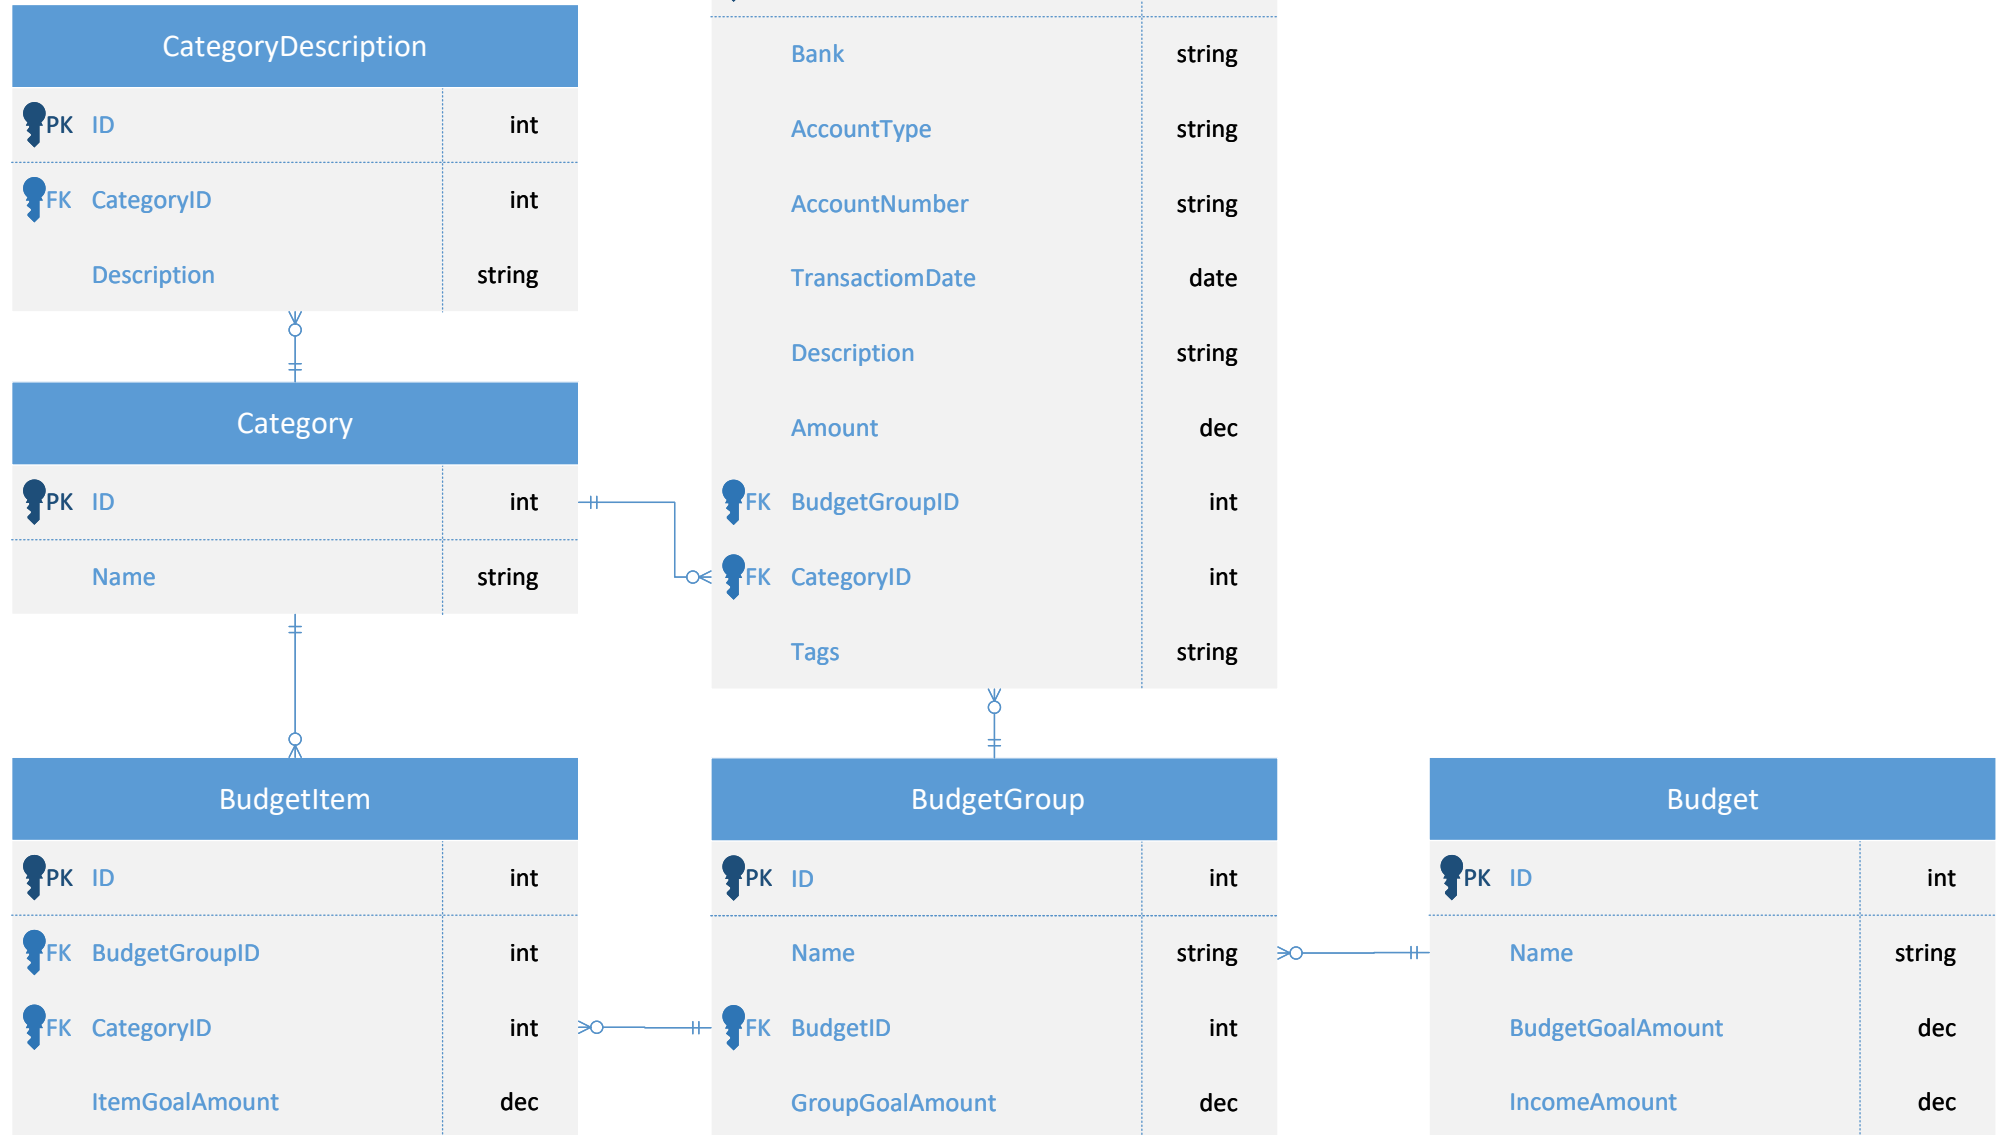 CategoryDescription
PK ID int
FK CategoryID int
Description string
Category
PK ID int
Name string
Bank string
AccountType string
AccountNumber string
TransactiomDate date
Description string
Amount dec
FK BudgetGroupID int
FK CategoryID int
Tags string
BudgetItem
PK ID int
FK BudgetGroupID int
FK CategoryID int
ItemGoalAmount dec
BudgetGroup
PK ID int
Name string
FK BudgetID int
GroupGoalAmount dec
Budget
PK ID int
Name string
BudgetGoalAmount dec
IncomeAmount dec